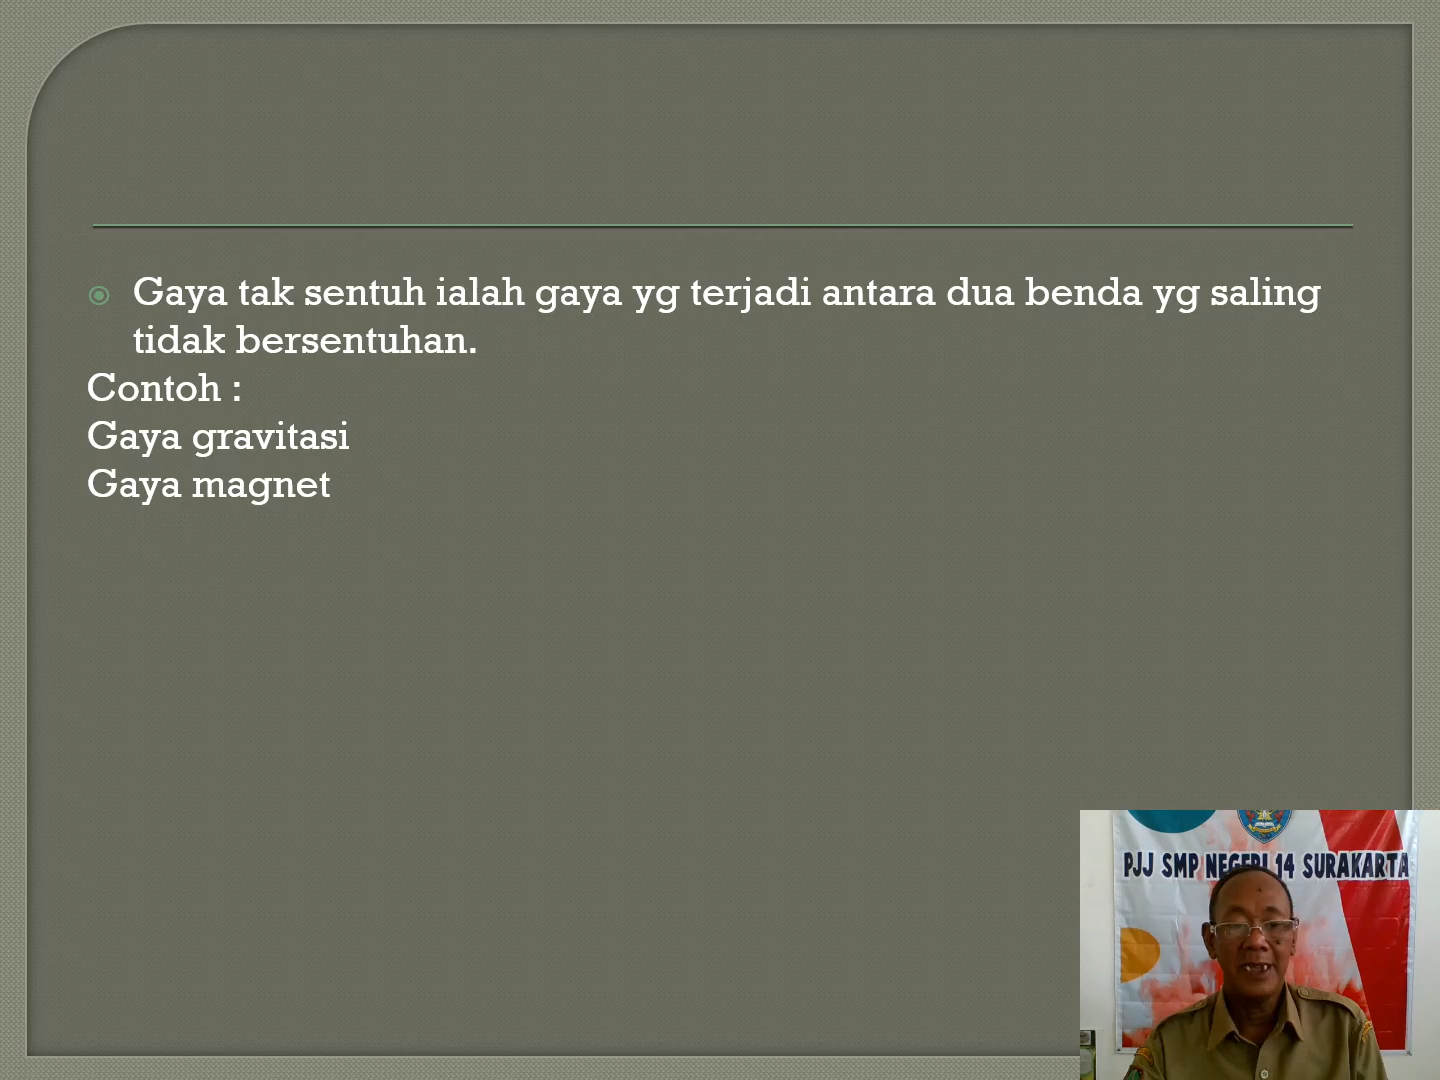 Gaya tak sentuh ialah gaya yg terjadi antara dua benda yg saling
tidak bersentuhan.
Contoh :
Gaya gravitasi
Gaya magnet
PJJ SMP NEGERI 14 SURAKARTA